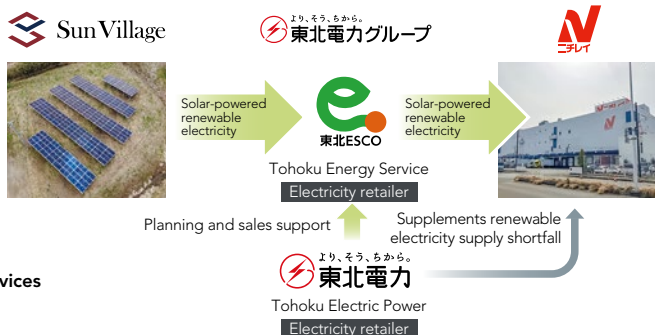 Sun Village
より、そう、ちから。
東北電力グループ
ニチレイ
Solar-powered
renewable
electricity
東北ESCO
Solar-powered
renewable
electricity
Tohoku Energy Service
Electricity retailer
Planning and sales support
Supplements renewable
electricity supply shortfall
より、そう、ちから。
東北電力
vices
Tohoku Electric Power
Electricity retailer